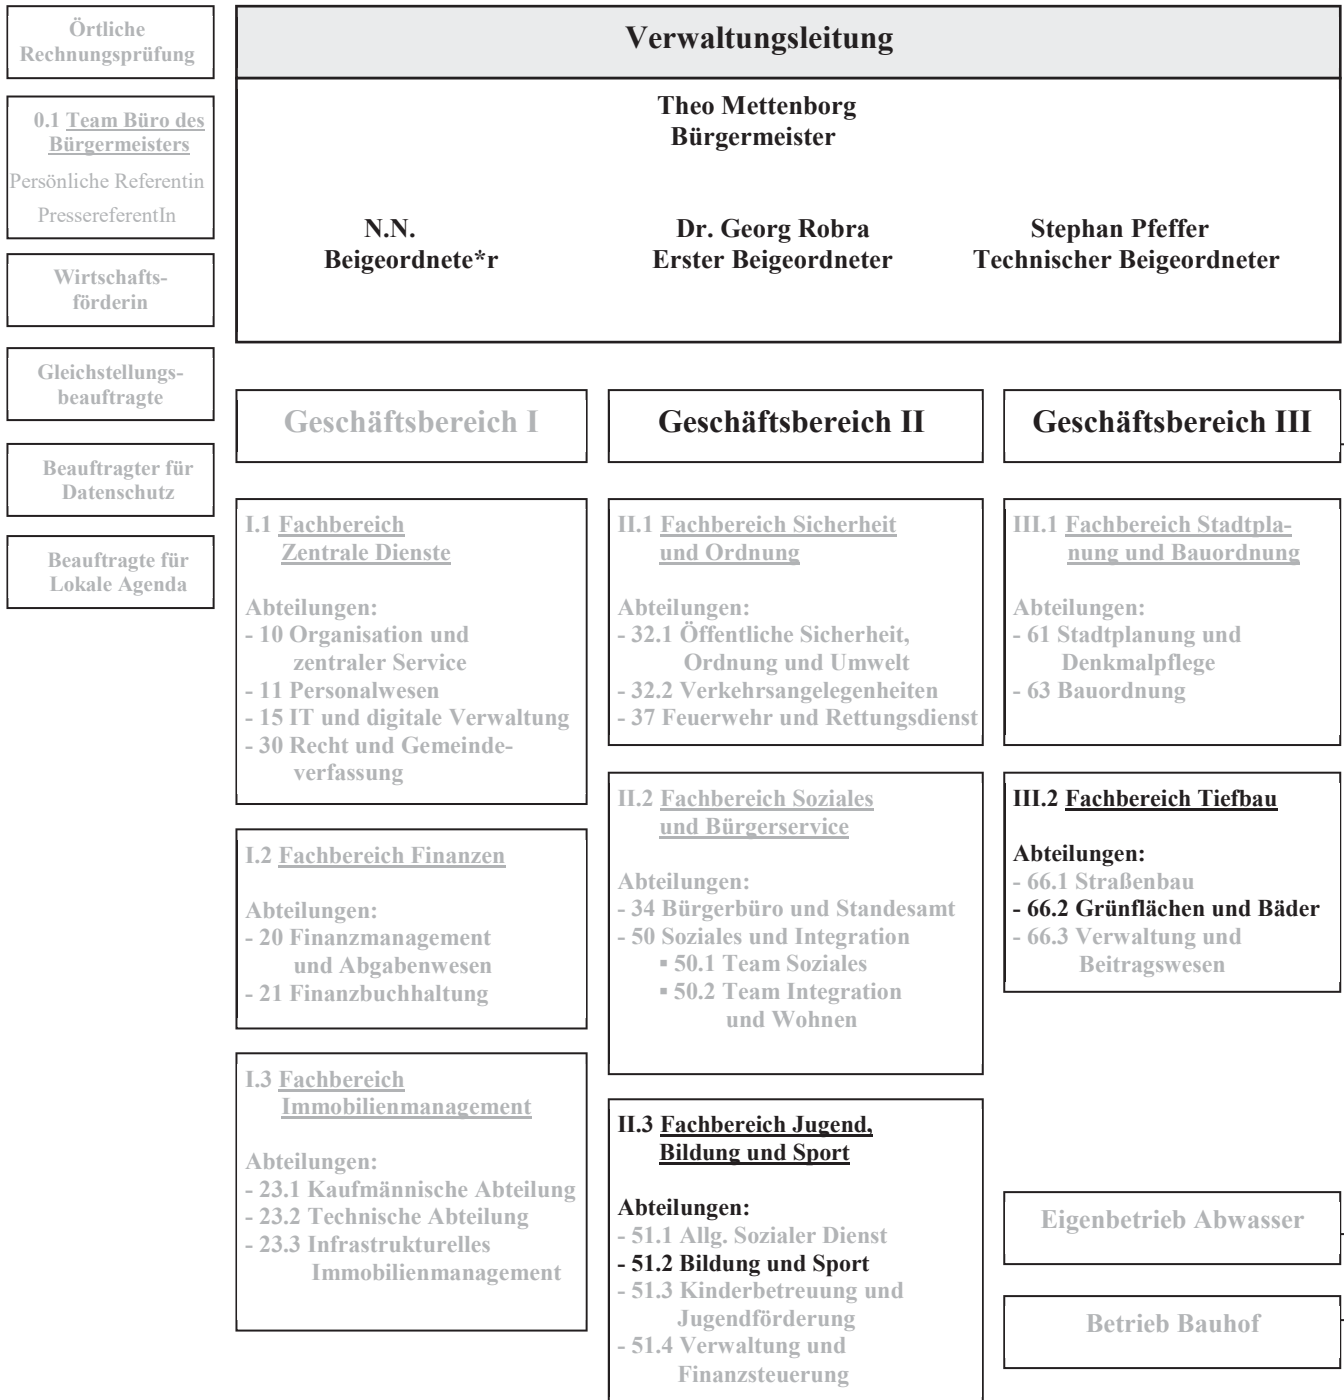 Örtliche
Rechnungsprüfung
0.1 Team Büro des
Bürgermeisters
Persönliche Referentin
PressereferentIn
Wirtschafts-
förderin
Gleichstellungs-
beauftragte
Beauftragter für
Datenschutz
Beauftragte für
Lokale Agenda
Verwaltungsleitung
Theo Mettenborg
Bürgermeister
N.N.
Beigeordnete*r
Dr. Georg Robra
Erster Beigeordneter
Stephan Pfeffer
Technischer Beigeordneter
Geschäftsbereich I
I.1 Fachbereich
Zentrale Dienste
Abteilungen:
- 10 Organisation und
zentraler Service
- 11 Personalwesen
- 15 IT und digitale Verwaltung
- 30 Recht und Gemeinde-
verfassung
I.2 Fachbereich Finanzen
Abteilungen:
- 20 Finanzmanagement
und Abgabenwesen
- 21 Finanzbuchhaltung
I.3 Fachbereich
Immobilienmanagement
Abteilungen:
- 23.1 Kaufmännische Abteilung
- 23.2 Technische Abteilung
- 23.3 Infrastrukturelles
Immobilienmanagement
Geschäftsbereich II
II.1 Fachbereich Sicherheit
und Ordnung
Abteilungen:
- 32.1 Öffentliche Sicherheit,
Ordnung und Umwelt
- 32.2 Verkehrsangelegenheiten
- 37 Feuerwehr und Rettungsdienst
II.2 Fachbereich Soziales
und Bürgerservice
Abteilungen:
- 34 Bürgerbüro und Standesamt
- 50 Soziales und Integration
▪ 50.1 Team Soziales
▪ 50.2 Team Integration
und Wohnen
II.3 Fachbereich Jugend,
Bildung und Sport
Abteilungen:
- 51.1 Allg. Sozialer Dienst
- 51.2 Bildung und Sport
- 51.3 Kinderbetreuung und
Jugendförderung
- 51.4 Verwaltung und
Finanzsteuerung
Geschäftsbereich III
III.1 Fachbereich Stadtpla-
nung und Bauordnung
Abteilungen:
- 61 Stadtplanung und
Denkmalpflege
- 63 Bauordnung
III.2 Fachbereich Tiefbau
Abteilungen:
- 66.1 Straßenbau
- 66.2 Grünflächen und Bäder
- 66.3 Verwaltung und
Beitragswesen
Eigenbetrieb Abwasser
Betrieb Bauhof